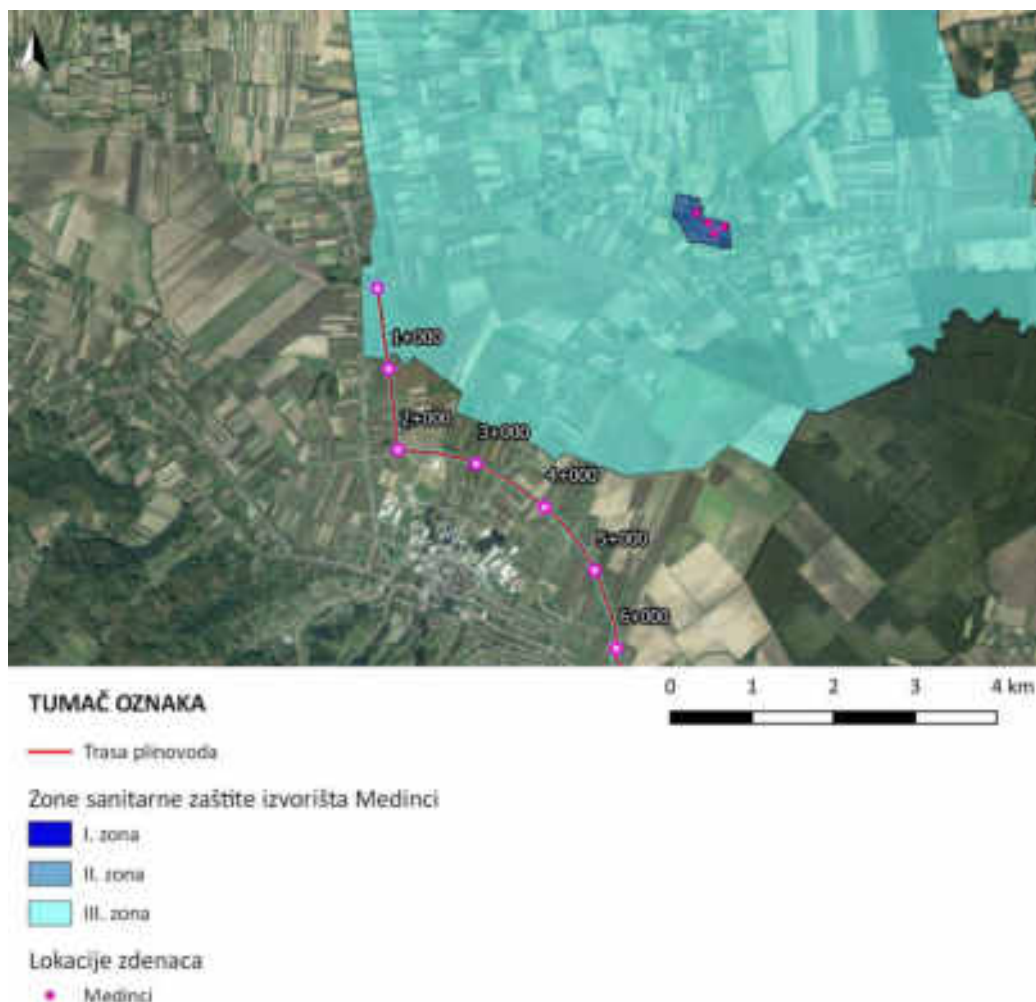 1+000
2+000
3+000
4+000
5+000
6+000
0 1 2 3 4 km
TUMAČ OZNAKA
Trasa plinovoda
Zone sanitarne zaštite izvorišta Medinci
I. zona
II. zona
III. zona
Lokacije zdenaca
Medinci